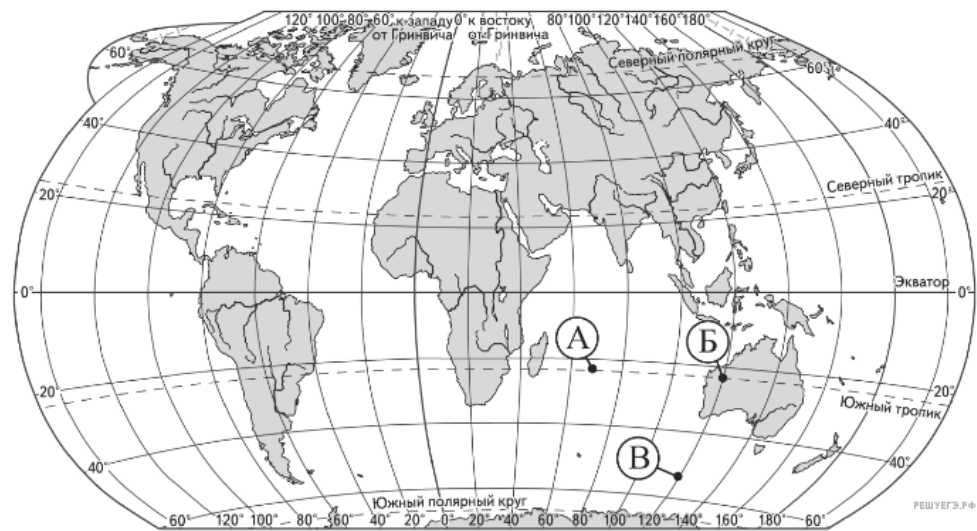 120° 100° 80° 60° к западу 0° к востоку 80° 100° 120° 140° 160° 180°
от Гринвича от Гринвича
Северный полярный круг
60° 60°
40° 40°
Северный тропик
20° 20°
Экватор
0° 0°
А Б
20° 20°
Южный тропик
В
40° 40°
Южный полярный круг
60° 120° 100° 80° 60° 40° 20° 0° 20° 40° 60° 80° 100° 120° 140° 180° 60°
РЕШУЕГЭ.РФ